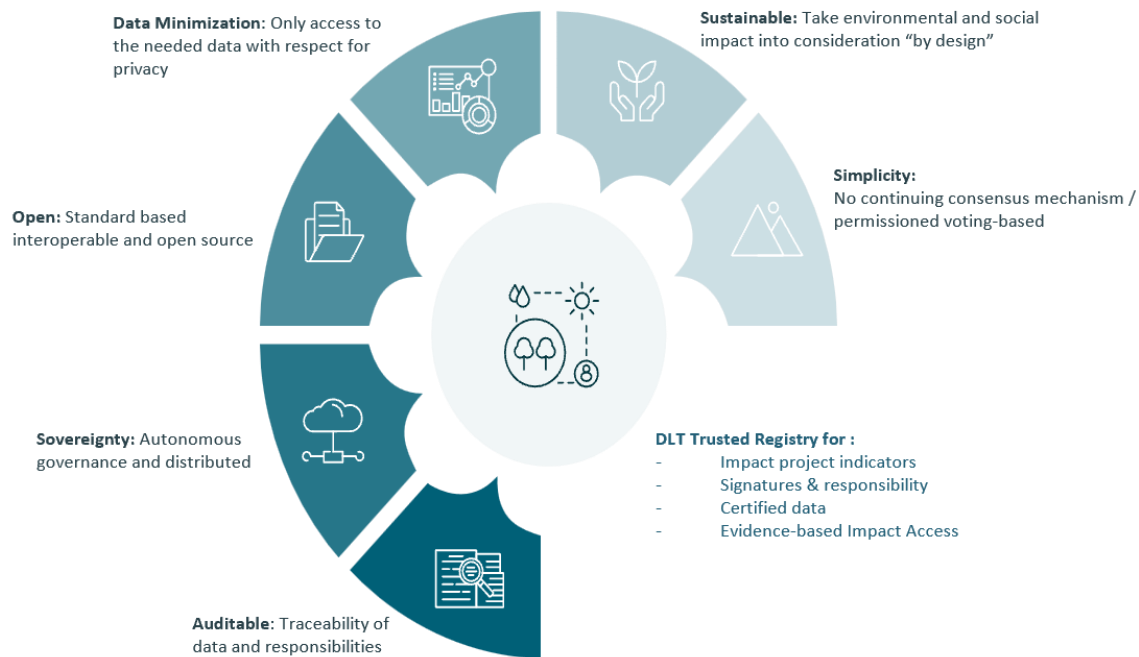 Data Minimization: Only access to
the needed data with respect for
privacy
Sustainable: Take environmental and social
impact into consideration “by design”
Simplicity:
No continuing consensus mechanism /
permissioned voting-based
Open: Standard based
interoperable and open source
Sovereignty: Autonomous
governance and distributed
DLT Trusted Registry for :
- Impact project indicators
- Signatures & responsibility
- Certified data
- Evidence-based Impact Access
Auditable: Traceability of
data and responsibilities